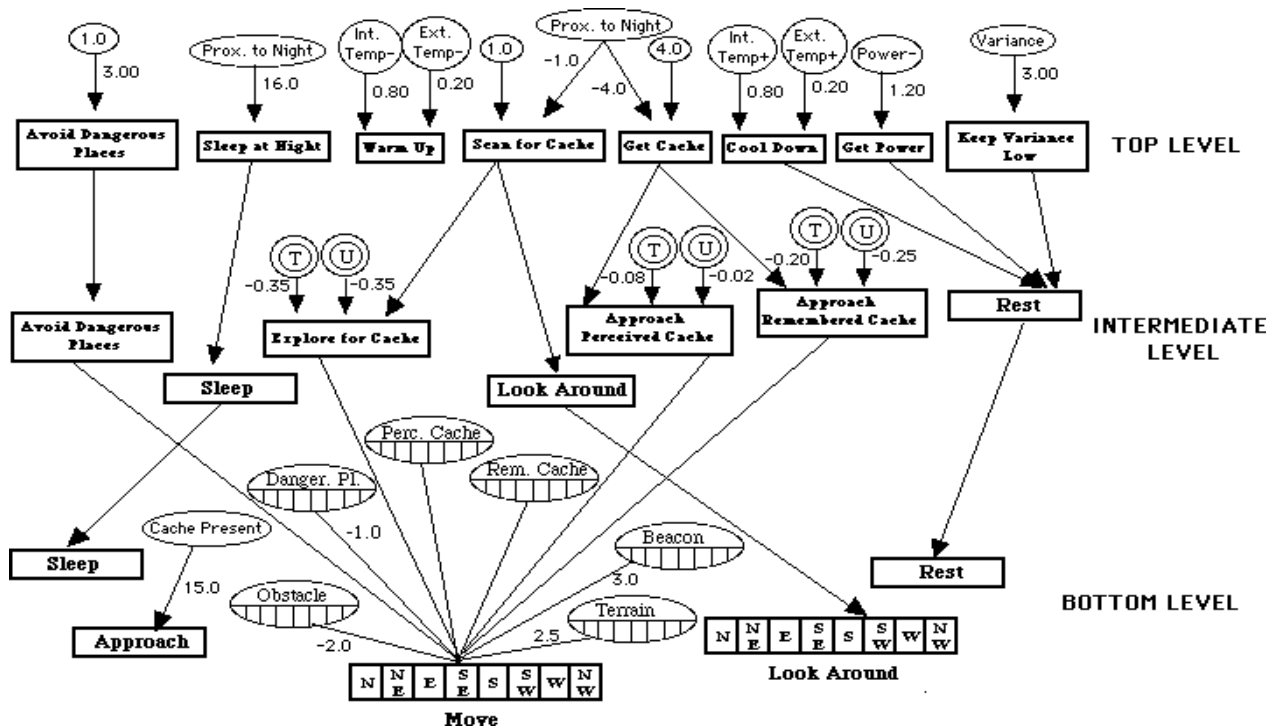 1.0
Prox. to Night
Int.
Temp-
Ext.
Temp-
1.0
Prox. to Night
4.0
Int.
Temp+
Ext.
Temp+
Power-
Variance
3.00
16.0
0.80
0.20
-1.0
-4.0
0.80
0.20
1.20
3.00
Avoid Dangerous
Places
Sleep at Night
Warm Up
Scan for Cache
Get Cache
Cool Down
Get Power
Keep Variance
Low
TOP LEVEL
T
U
T
U
T
U
-0.35
-0.35
-0.08
-0.02
-0.20
-0.25
Avoid Dangerous
Places
Explore for Cache
Approach
Perceived Cache
Approach
Remembered Cache
Rest
INTERMEDIATE
LEVEL
Sleep
Look Around
Perc. Cache
Danger. Pl.
Rem. Cache
-1.0
Cache Present
Beacon
3.0
Sleep
Rest
15.0
Obstacle
Terrain
BOTTOM LEVEL
Approach
-2.0
2.5
N NE E SE S SW W NW
Look Around
N NE E SE S SW W NW
Move